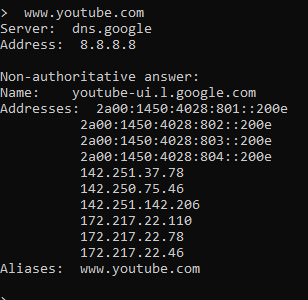 > www.youtube.com
Server: dns.google
Address: 8.8.8.8
Non-authoritative answer:
Name: youtube-ui.l.google.com
Addresses: 2a00:1450:4028:801::200e
2a00:1450:4028:802::200e
2a00:1450:4028:803::200e
2a00:1450:4028:804::200e
142.251.37.78
142.250.75.46
142.251.142.206
172.217.22.110
172.217.22.78
172.217.22.46
Aliases: www.youtube.com